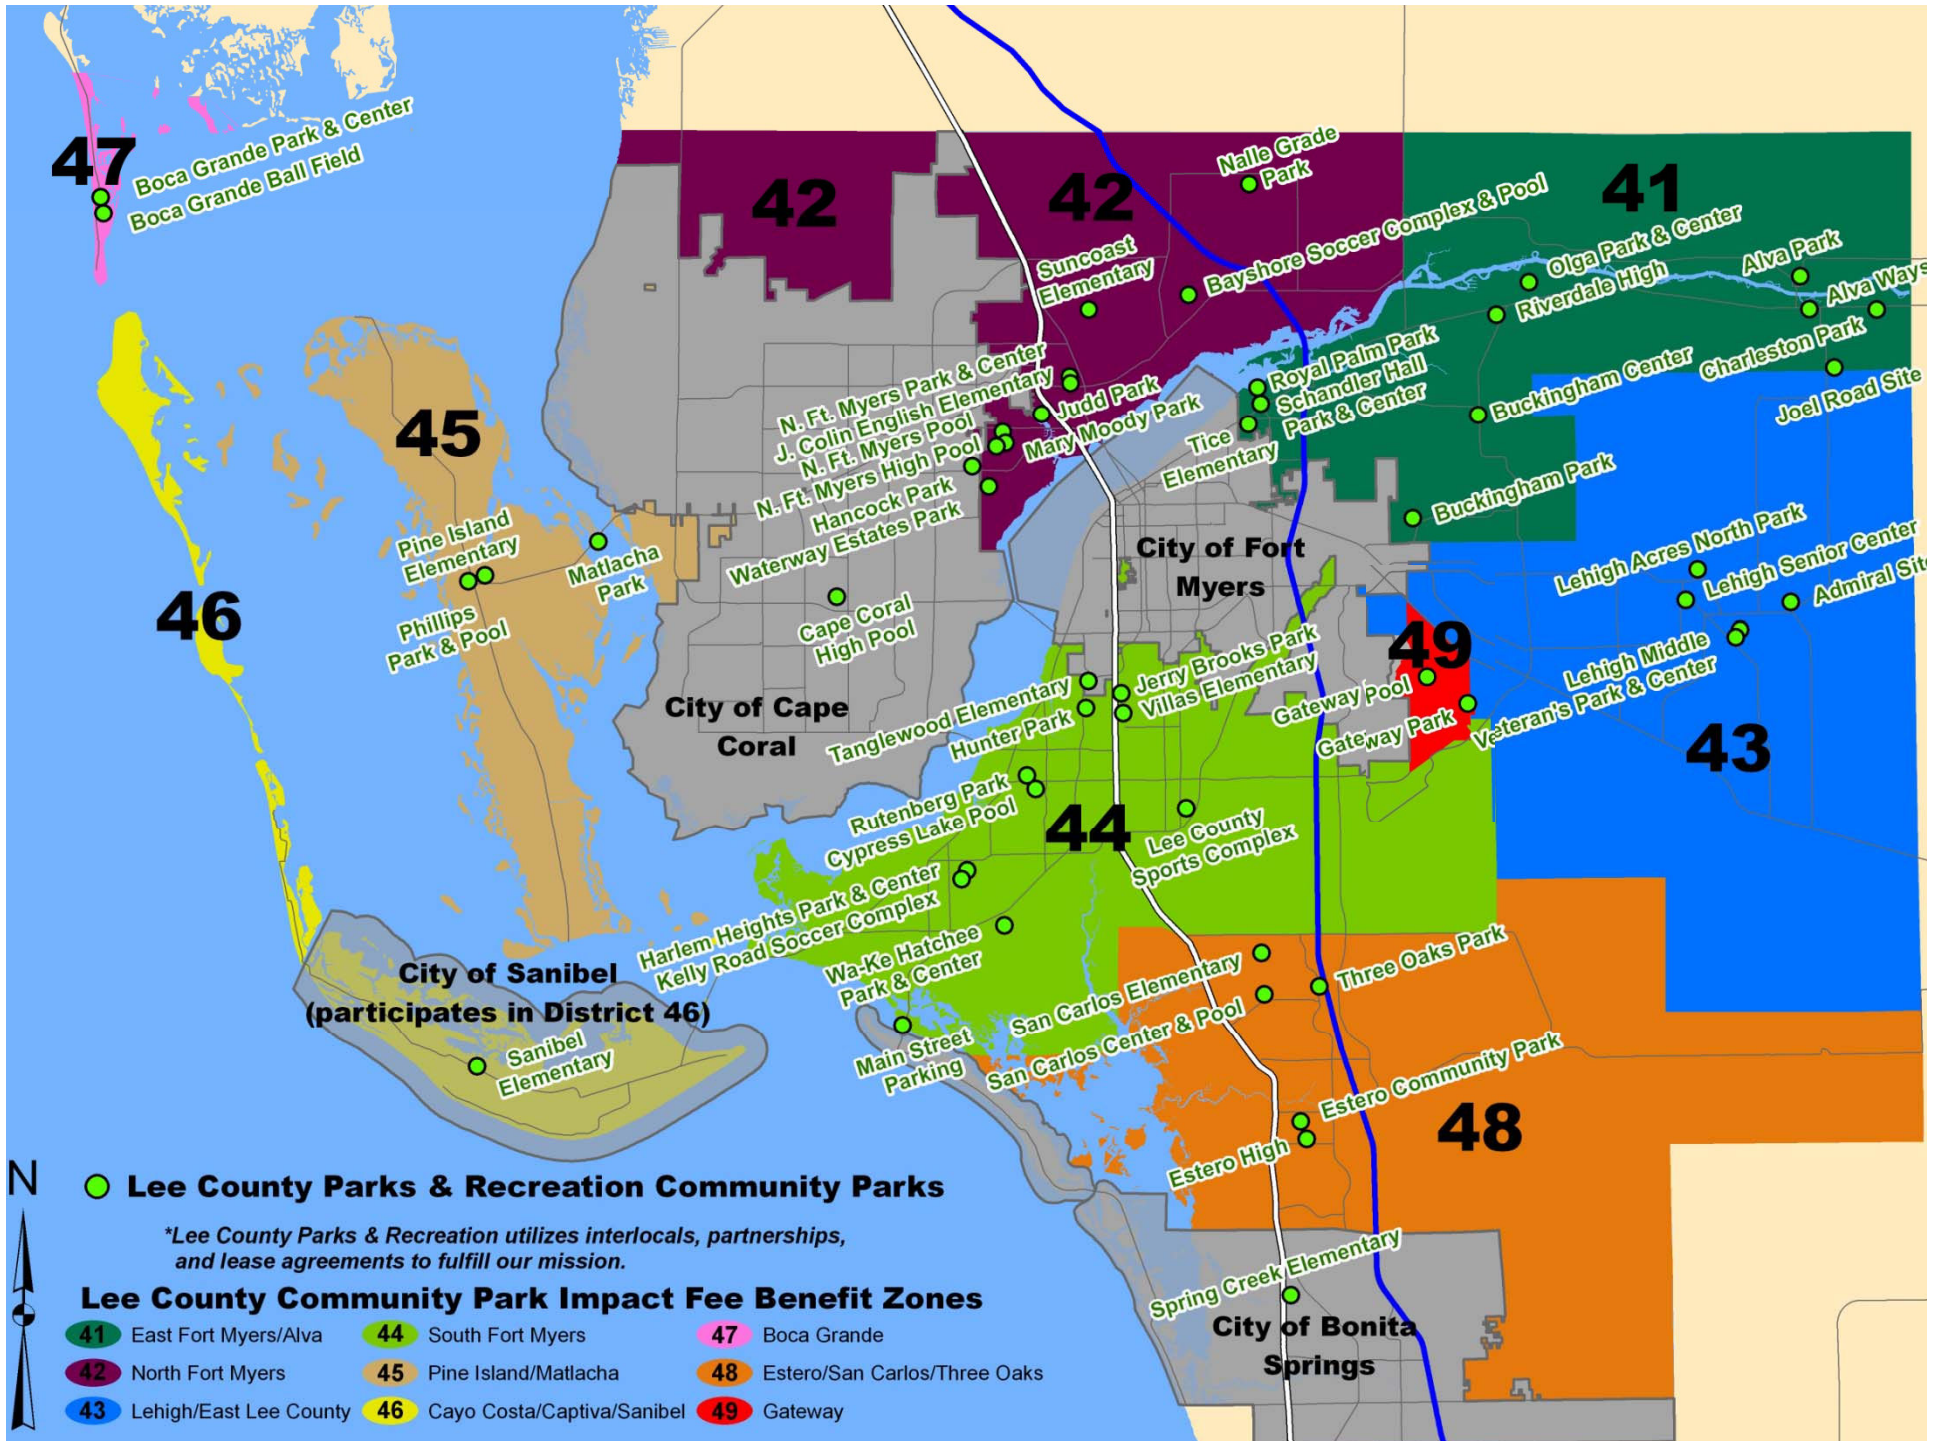 47
Boca Grande Park & Center
Boca Grande Ball Field
42
42
Nalle Grade
Park
41
Suncoast
Elementary
Bayshore Soccer Complex & Pool
Olga Park & Center
Riverdale High
Alva Park
Alva Ways
Charleston Park
Joel Road Site
N. Ft. Myers Park & Center
J. Colin English Elementary
N. Ft. Myers Pool
N. Ft. Myers High Pool
Hancock Park
Waterway Estates Park
Judd Park
Mary Moody Park
Royal Palm Park
Schandler Hall
Park & Center
Tice
Elementary
Buckingham Center
Buckingham Park
45
46
Pine Island
Elementary
Phillips
Park & Pool
Matlacha
Park
Cape Coral
High Pool
City of Cape
Coral
City of Fort
Myers
Lehigh Acres North Park
Lehigh Senior Center
Admiral Site
Lehigh Middle
Veteran's Park & Center
43
49
Gateway Pool
Gateway Park
Jerry Brooks Park
Villas Elementary
Tanglewood Elementary
Hunter Park
Rutenberg Park
Cypress Lake Pool
44
Lee County
Sports Complex
Harlem Heights Park & Center
Kelly Road Soccer Complex
Wa-Ke Hatchee
Park & Center
Main Street
Parking
San Carlos Elementary
San Carlos Center & Pool
Three Oaks Park
Estero Community Park
Estero High
48
Spring Creek Elementary
City of Bonita
Springs
City of Sanibel
(participates in District 46)
Sanibel
Elementary
N
Lee County Parks & Recreation Community Parks
*Lee County Parks & Recreation utilizes interlocals, partnerships,
and lease agreements to fulfill our mission.
Lee County Community Park Impact Fee Benefit Zones
41 East Fort Myers/Alva
44 South Fort Myers
47 Boca Grande
42 North Fort Myers
45 Pine Island/Matlacha
48 Estero/San Carlos/Three Oaks
43 Lehigh/East Lee County
46 Cayo Costa/Captiva/Sanibel
49 Gateway